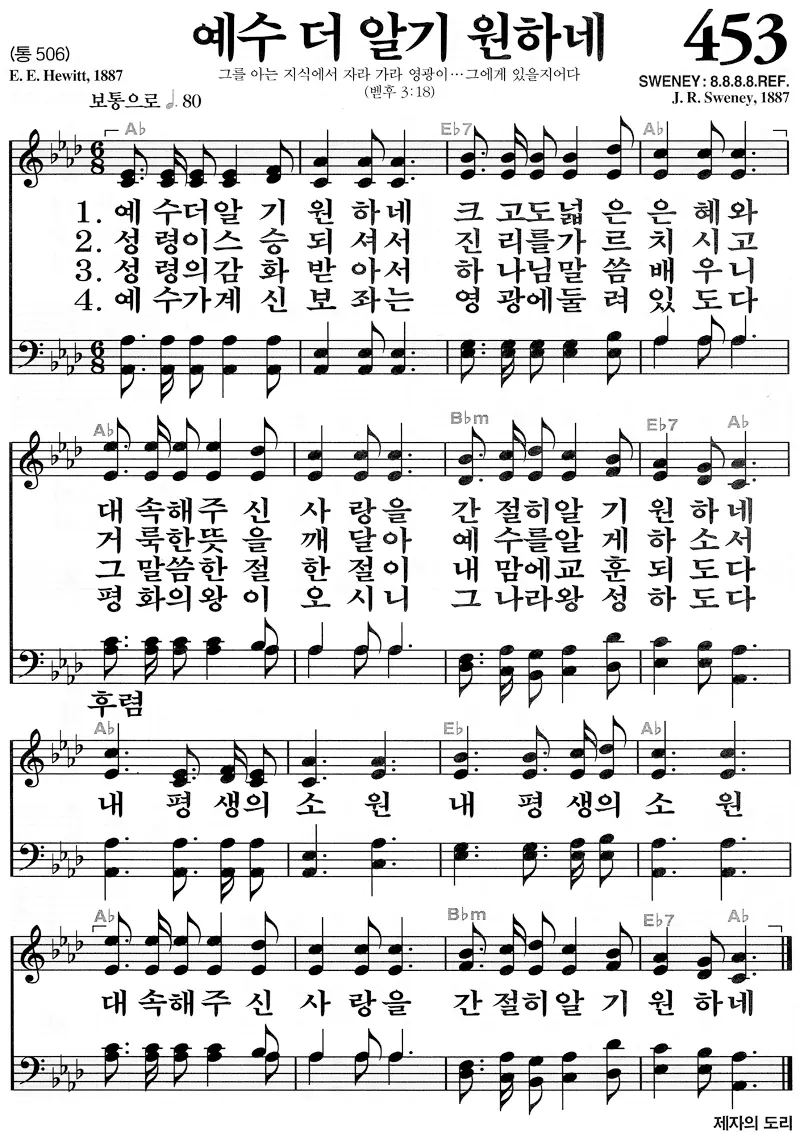 예수 더 알기 원하네
453
(통 506)
E. E. Hewitt, 1887
그를 아는 지식에서 자라 가라 영광이…그에게 있을지어다
(벧후 3:18)
SWENEY : 8.8.8.8.REF.
J. R. Sweney, 1887
보통으로 ♩. 80
A♭ E♭7 A♭
6/8
1. 예 수더알 기 원 하네 크 고도넓 은 은 혜와
2. 성 령이스 승 되 셔서 진 리를가 르 치 시고
3. 성 령의감 화 받 아서 하 나님말 씀 배 우니
4. 예 수가계 신 보 좌는 영 광에둘 려 있 도다
6/8
A♭ B♭m E♭7 A♭
대 속해주 신 사 랑을 간 절히알 기 원 하네
거 룩한뜻 을 깨 달아 예 수를알 게 하 소서
그 말씀한 절 한 절이 내 맘에교 훈 되 도다
평 화의왕 이 오 시니 그 나라왕 성 하 도다
후렴
A♭ E♭ A♭
내 평 생의 소 원 내 평 생의 소 원
A♭ B♭m E♭7 A♭
대 속해주 신 사 랑을 간 절히알 기 원 하네
제자의 도리